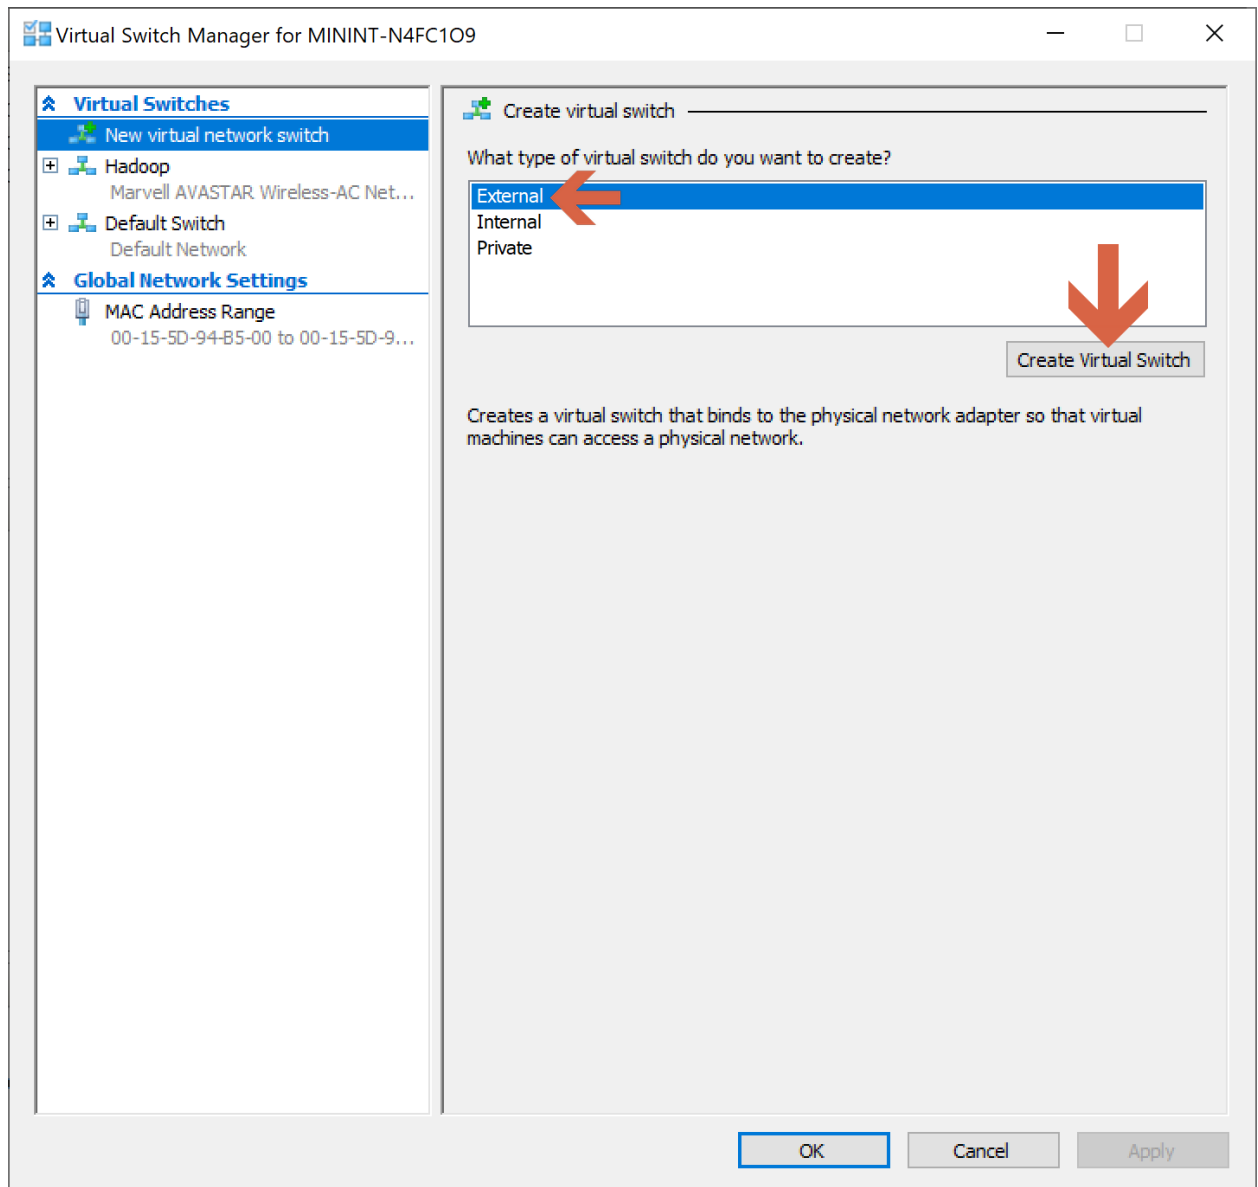 Virtual Switch Manager for MININT-N4FC1O9
Virtual Switches
New virtual network switch
Hadoop
Marvell AVASTAR Wireless-AC Net...
Default Switch
Default Network
Global Network Settings
MAC Address Range
00-15-5D-94-B5-00 to 00-15-5D-9...
Create virtual switch
What type of virtual switch do you want to create?
External
Internal
Private
Create Virtual Switch
Creates a virtual switch that binds to the physical network adapter so that virtual
machines can access a physical network.
OK
Cancel
Apply